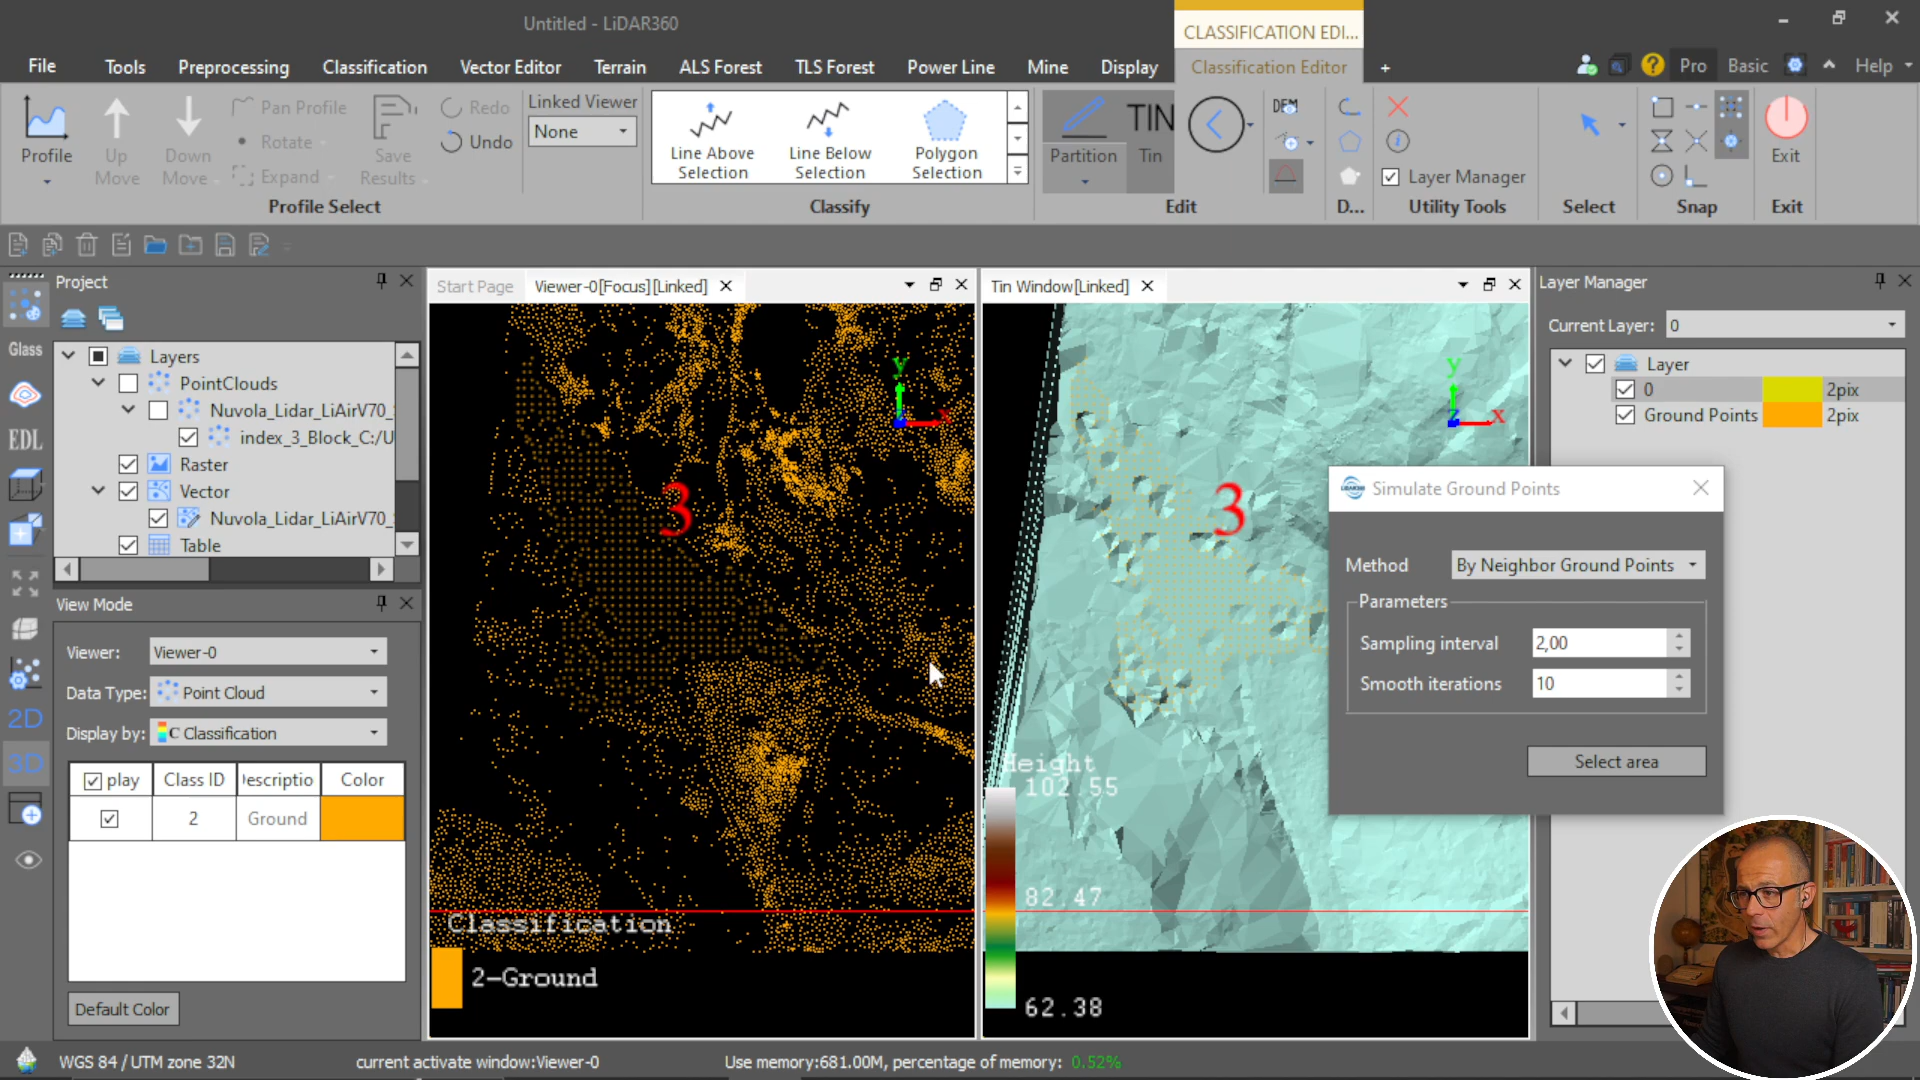 Untitled - LiDAR360
CLASSIFICATION EDI...
File
Tools
Preprocessing
Classification
Vector Editor
Terrain
ALS Forest
TLS Forest
Power Line
Mine
Display
Classification Editor
+
Pro
Basic
Help
Profile
Up
Move
Down
Move
Pan Profile
Rotate
Expand
Save
Results
Redo
Undo
Profile Select
Linked Viewer
None
Line Above
Selection
Line Below
Selection
Polygon
Selection
Classify
Partition
TIN
Tin
DEM
Edit
D...
Layer Manager
Utility Tools
Select
Snap
Exit
Exit
Project
Glass
EDL
2D
3D
Layers
PointClouds
Nuvola_Lidar_LiAirV70_
index_3_Block_C:/U
Raster
Vector
Nuvola_Lidar_LiAirV70_
Table
View Mode
Viewer:
Viewer-0
Data Type:
Point Cloud
Display by:
C Classification
play
Class ID
escriptio
Color
2
Ground
Default Color
Start Page
Viewer-0[Focus][Linked]
y
x
3
Classification
2-Ground
Tin Window[Linked]
y
z
x
3
Height
102.55
82.47
62.38
Layer Manager
Current Layer:
0
Layer
0
2pix
Ground Points
2pix
Simulate Ground Points
Method
By Neighbor Ground Points
Parameters
Sampling interval
2,00
Smooth iterations
10
Select area
WGS 84 / UTM zone 32N
current activate window:Viewer-0
Use memory:681.00M, percentage of memory:
0.52%